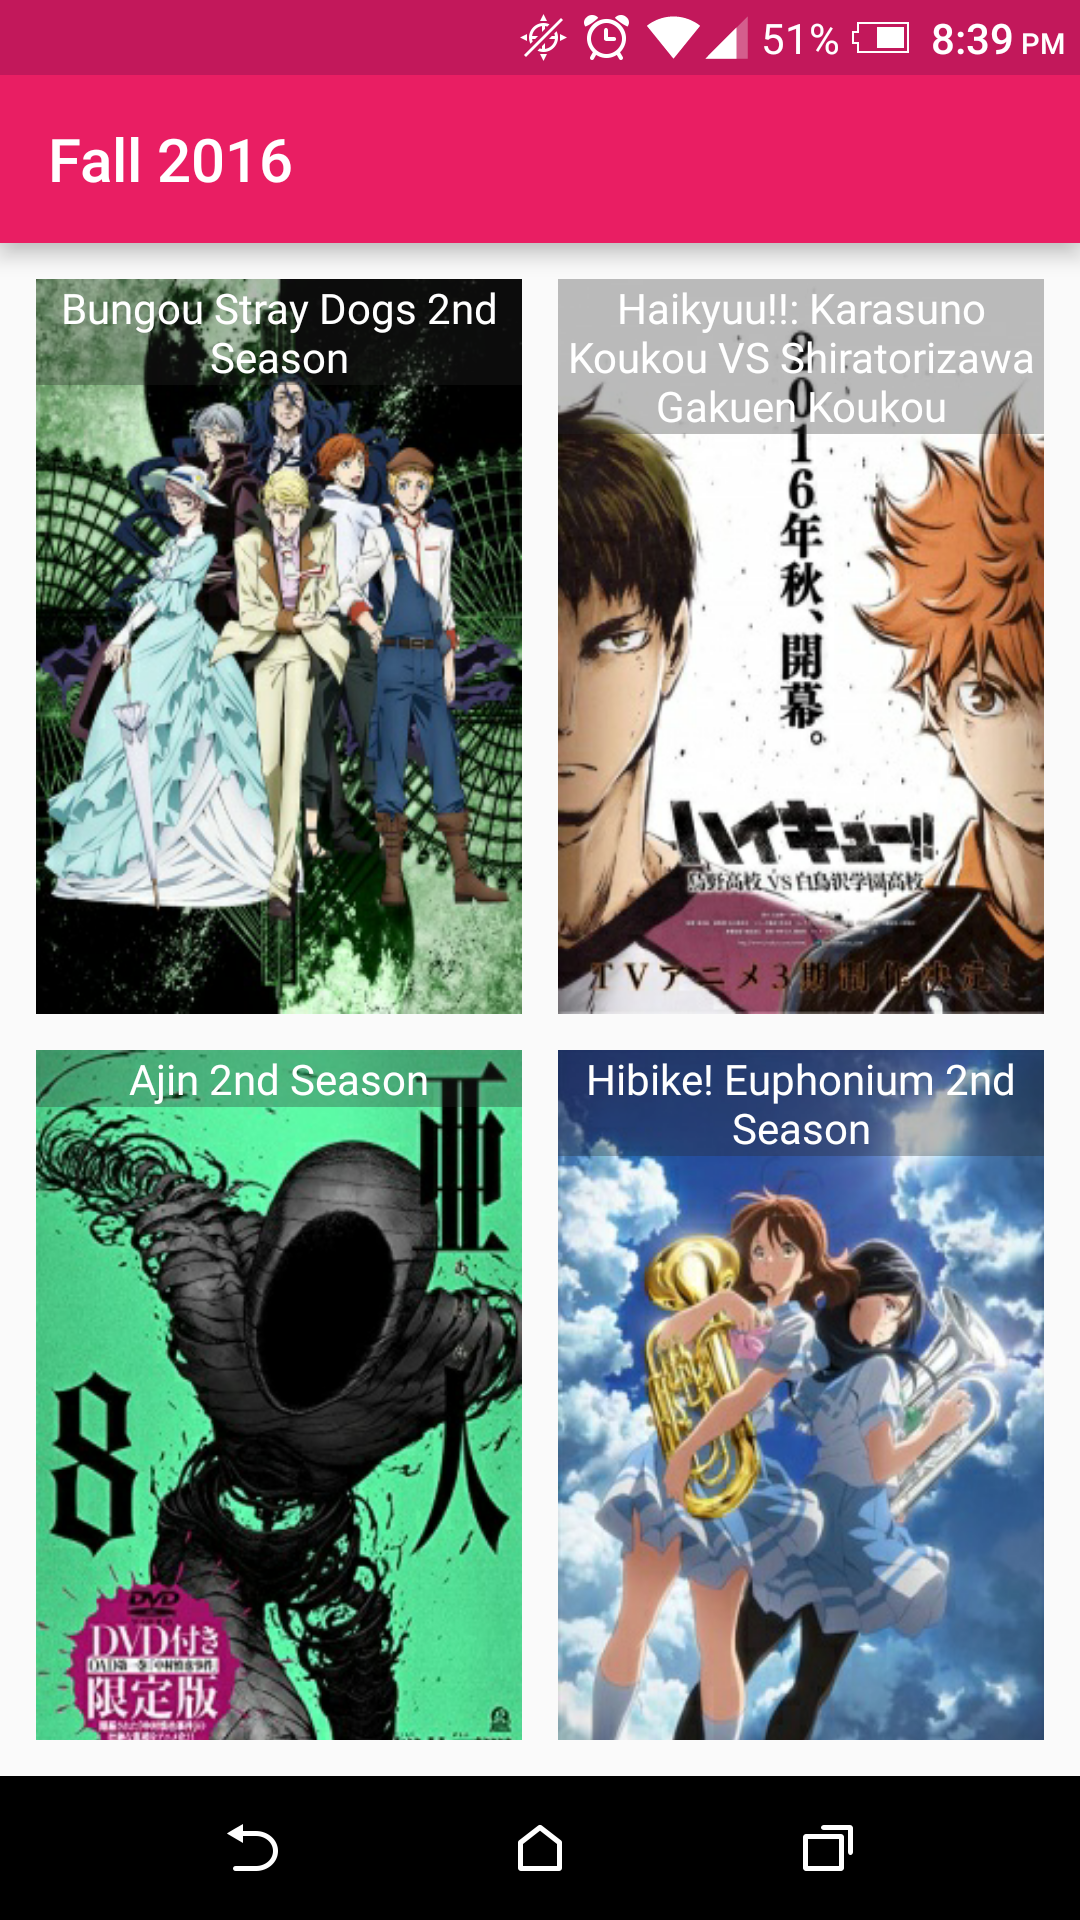 51% 8:39 PM
Fall 2016
Bungou Stray Dogs 2nd
Season
Haikyuu!!: Karasuno
Koukou VS Shiratorizawa
Gakuen Koukou
2016年秋、開幕。
ハイキュー!!
烏野高校 VS 白鳥沢学園高校
TVアニメ3期制作決定!
Ajin 2nd Season
亜人
8
DVD
DVD付き
限定版
Hibike! Euphonium 2nd
Season